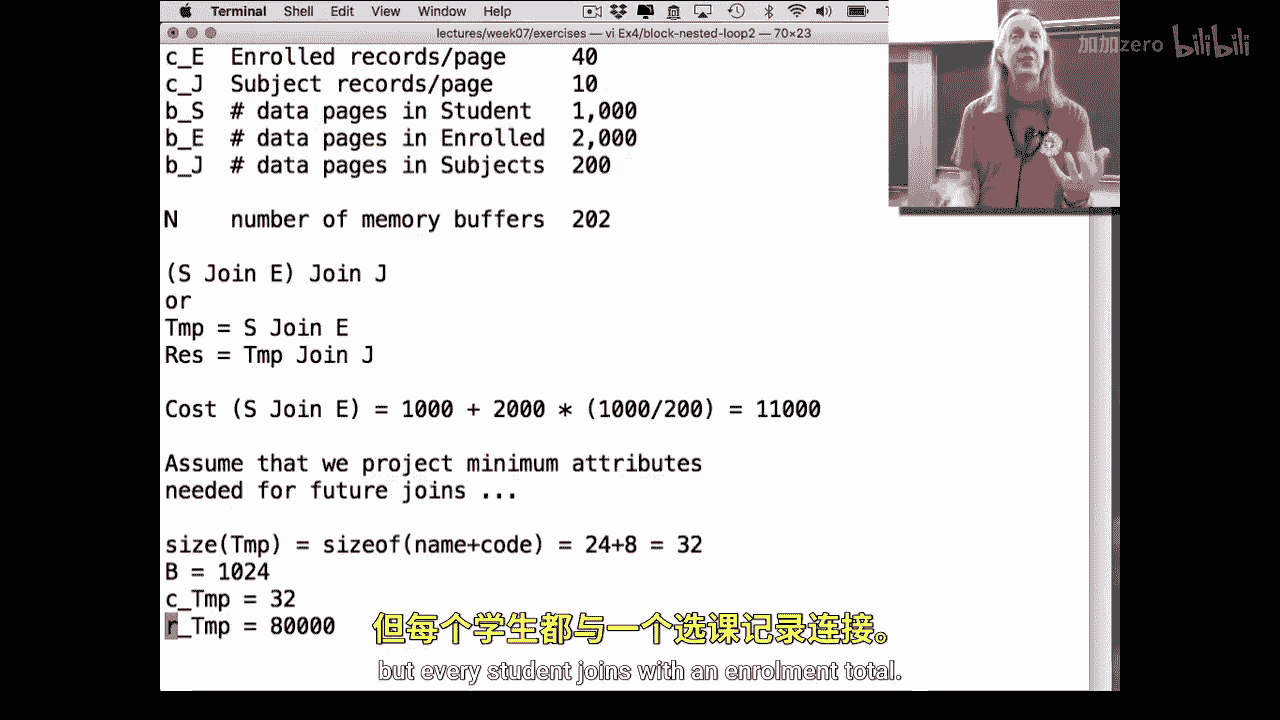 Terminal Shell Edit View Window Help
lectures/week07/exercises — vi Ex4/block-nested-loop2 — 70×23
c_E Enrolled records/page 40
c_J Subject records/page 10
b_S # data pages in Student 1,000
b_E # data pages in Enrolled 2,000
b_J # data pages in Subjects 200
N number of memory buffers 202
(S Join E) Join J
or
Tmp = S Join E
Res = Tmp Join J
Cost (S Join E) = 1000 + 2000 * (1000/200) = 11000
Assume that we project minimum attributes
needed for future joins ...
size(Tmp) = sizeof(name+code) = 24+8 = 32
B = 1024
c_Tmp = 32
r_Tmp = 80000
但每个学生都与一个选课记录连接。
but every student joins with an enrolment total.
加加zero bilibili